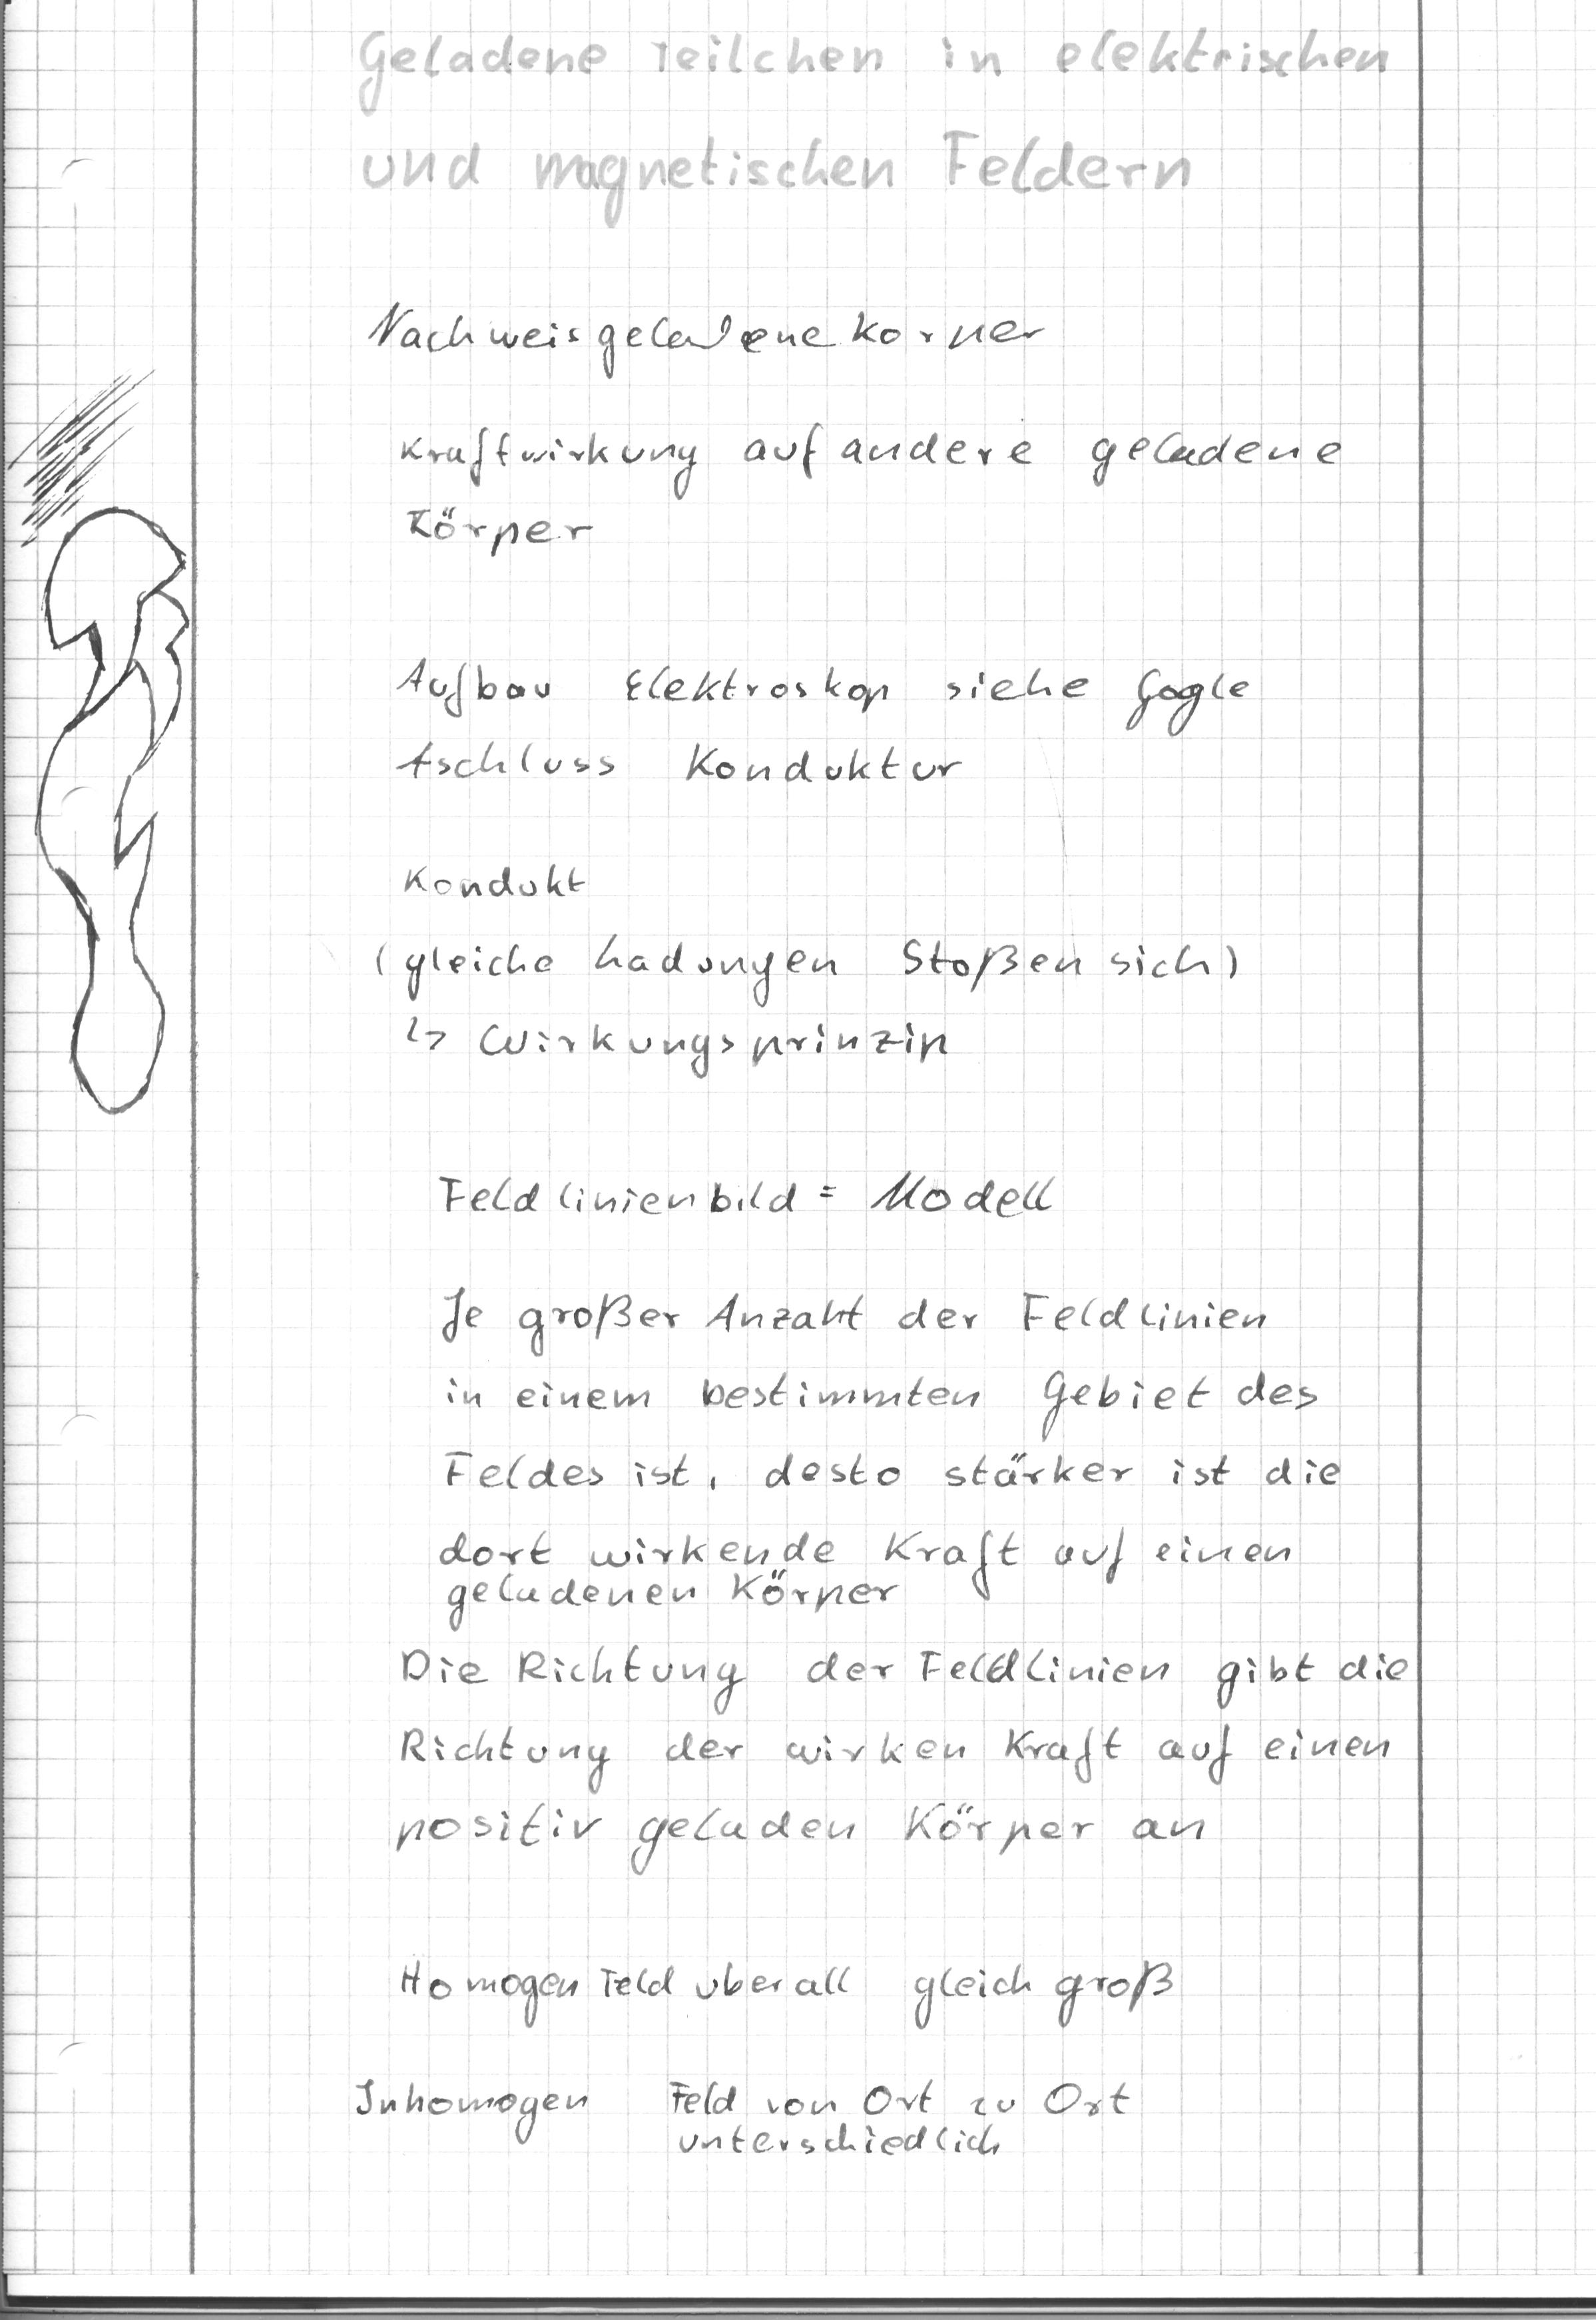 Geladene Teilchen in elektrischen
und magnetischen Feldern
Nachweis geladene korper
Kraftwirkung auf andere geladene
Körper
Aufbau Elektroskop siehe Gogle
Aschluss Konduktur
Kondukt
(gleiche Ladungen Stoßen sich)
↳ Wirkungsprinzip
Feldlinienbild = Modell
Je großer Anzahl der Feldlinien
in einem bestimmten Gebiet des
Feldes ist, desto stärker ist die
dort wirkende Kraft auf einen
geladenen Körper
Die Richtung der Feldlinien gibt die
Richtung der wirken Kraft auf einen
positiv geladen Körper an
Homogen Feld uberall gleich groß
Inhomogen Feld von Ort zu Ort
unterschiedlich